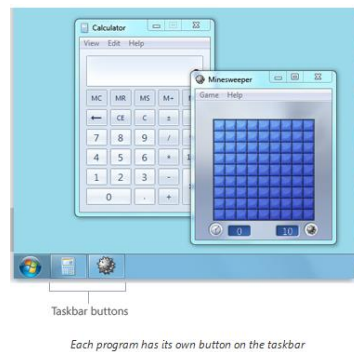 Calculator
View Edit Help
MC MR MS M+
← CE C ±
7 8 9 /
4 5 6 *
1 2 3 -
0 . +
Minesweeper
Game Help
0 10
Taskbar buttons
Each program has its own button on the taskbar